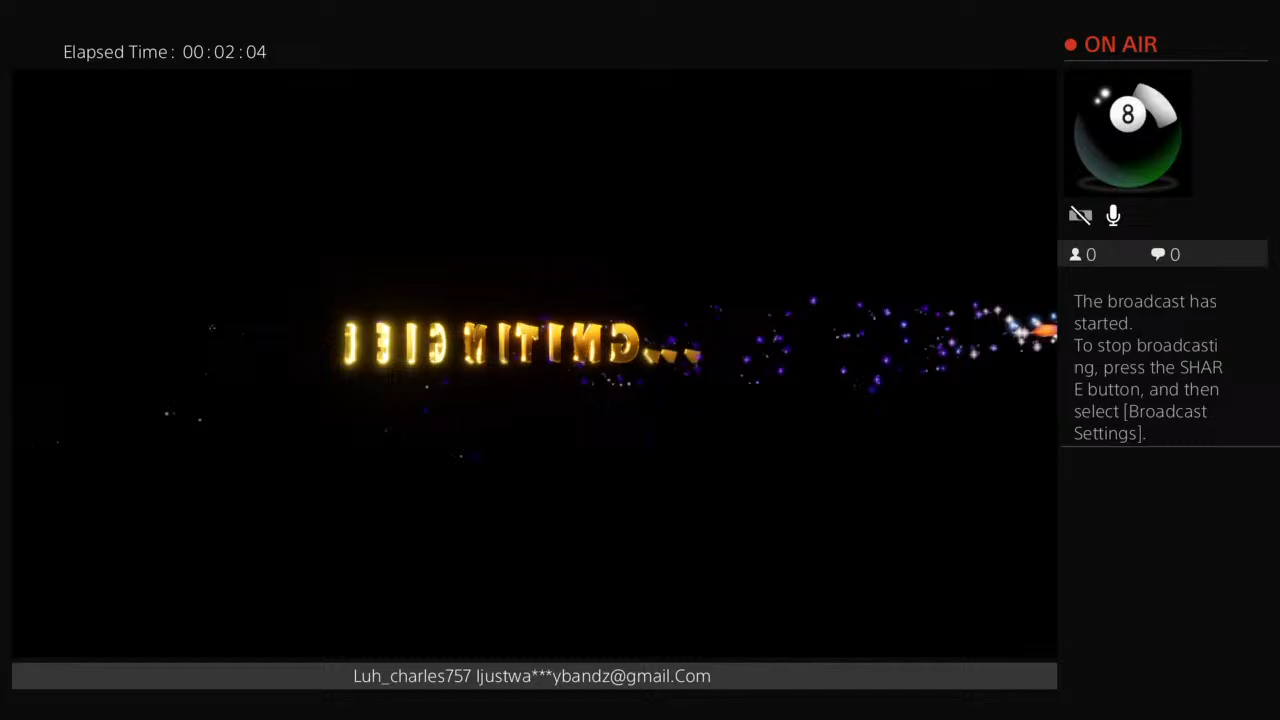 Elapsed Time: 00:02:04
ON AIR
8
0 0
The broadcast has
started.
To stop broadcasti
ng, press the SHAR
E button, and then
select [Broadcast
Settings].
Luh_charles757 Ijustwa***ybandz@gmail.Com